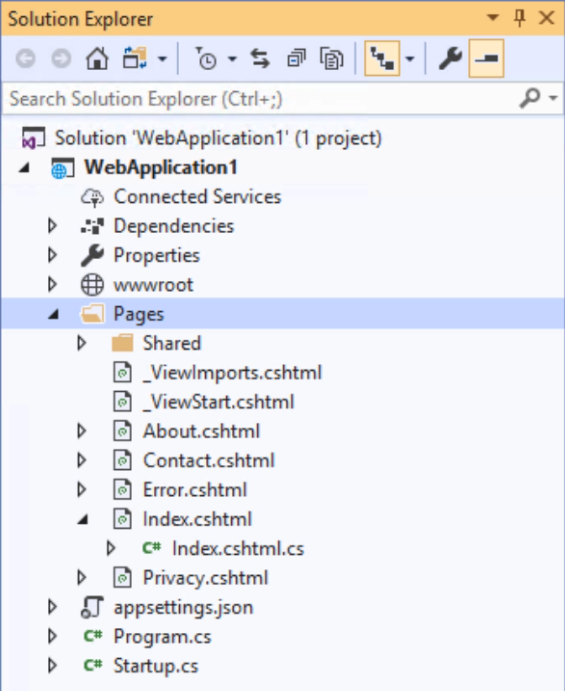 Solution Explorer
Search Solution Explorer (Ctrl+;)
Solution 'WebApplication1' (1 project)
WebApplication1
Connected Services
Dependencies
Properties
wwwroot
Pages
Shared
_ViewImports.cshtml
_ViewStart.cshtml
About.cshtml
Contact.cshtml
Error.cshtml
Index.cshtml
C# Index.cshtml.cs
Privacy.cshtml
appsettings.json
C# Program.cs
C# Startup.cs